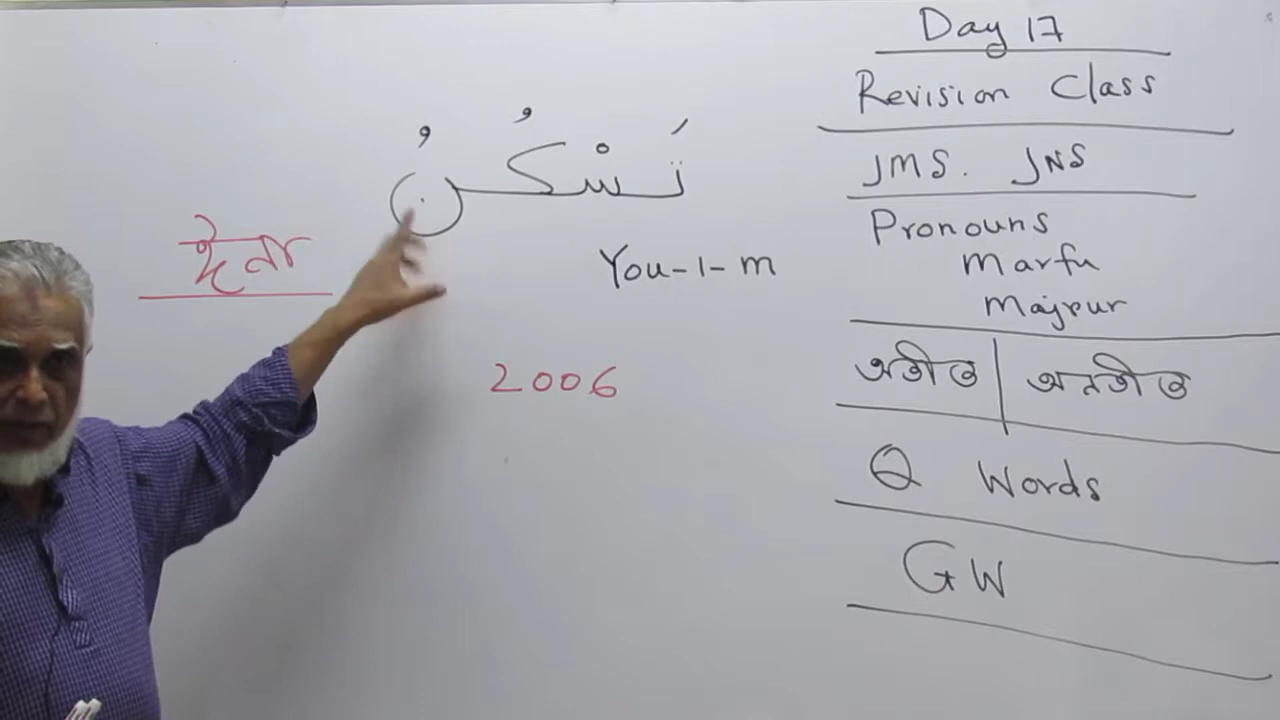 تَسْكُنُ
You-1-m
2006
Day 17
Revision Class
JMS. JNS
Pronouns
Marfu
Majrur
অতীত অনতীত
Q Words
GW